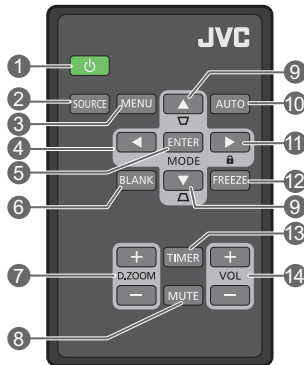 JVC
1
9
2
SOURCE MENU AUTO
10
3
4
11
ENTER
5
MODE
6
BLANK FREEZE
12
9
13
7
TIMER
D.ZOOM VOL
14
MUTE
8